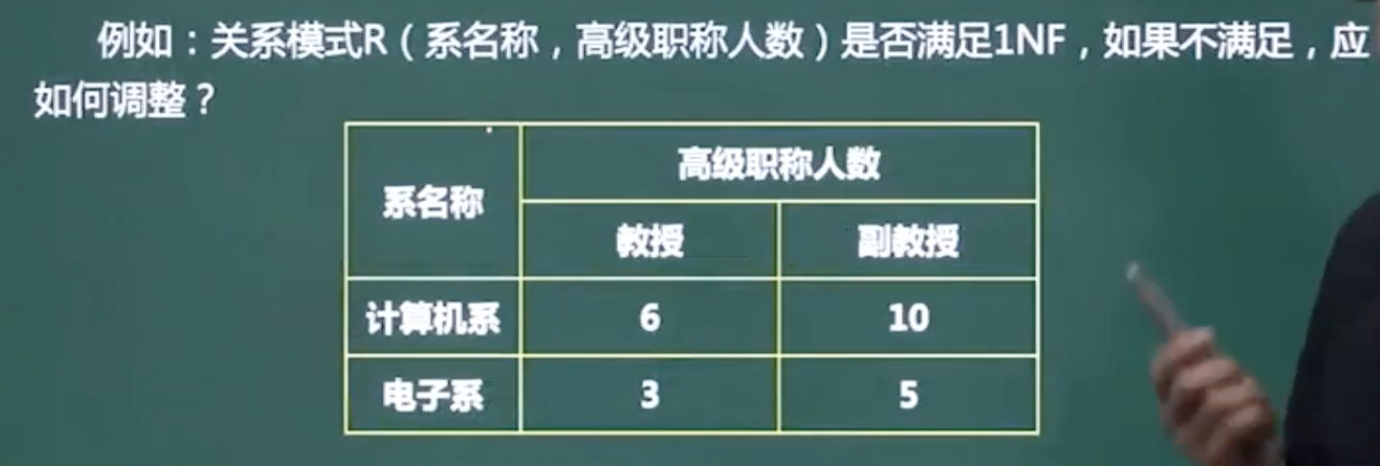 例如：关系模式R（系名称，高级职称人数）是否满足1NF，如果不满足，应
如何调整？
系名称
高级职称人数
教授
副教授
计算机系
6
10
电子系
3
5